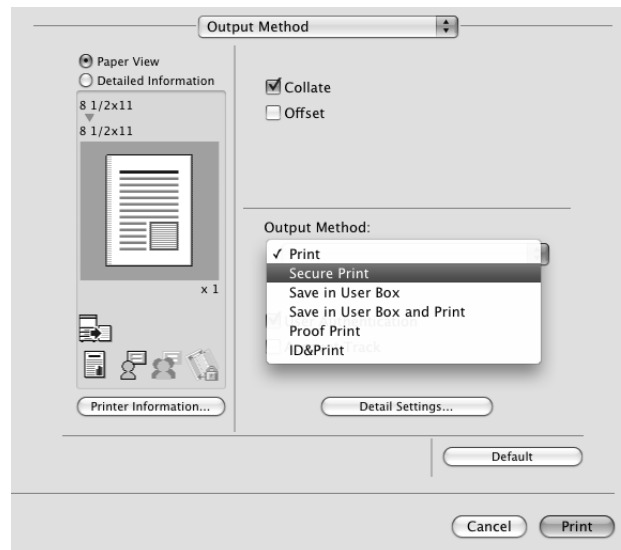 Output Method
Paper View
Detailed Information
8 1/2x11
8 1/2x11
x 1
Printer Information...
Collate
Offset
Output Method:
✓ Print
Secure Print
Save in User Box
Save in User Box and Print
Proof Print
ID&Print
Track
Detail Settings...
Default
Cancel
Print